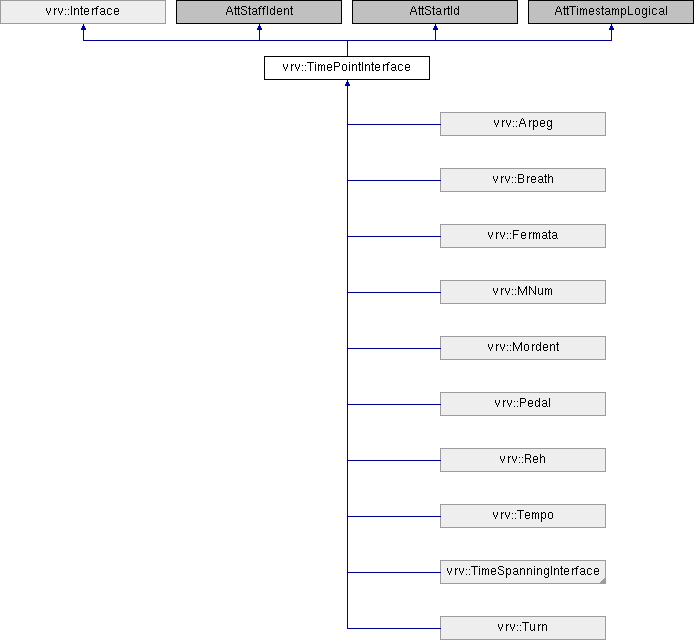 vrv::Interface
AttStaffIdent
AttStartId
AttTimestampLogical
vrv::TimePointInterface
vrv::Arpeg
vrv::Breath
vrv::Fermata
vrv::MNum
vrv::Mordent
vrv::Pedal
vrv::Reh
vrv::Tempo
vrv::TimeSpanningInterface
vrv::Turn